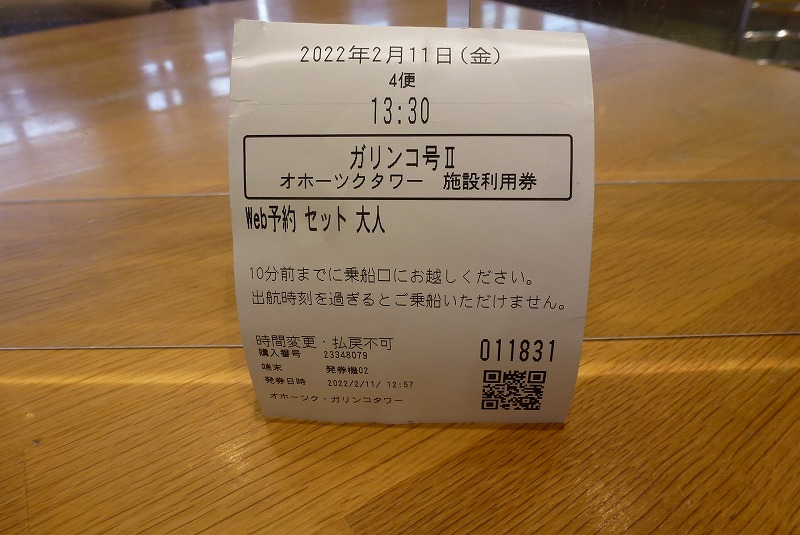 2022年2月11日(金)
4便
13:30
ガリンコ号Ⅱ
オホーツクタワー 施設利用券
Web予約 セット 大人
10分前までに乗船口にお越しください。
出航時刻を過ぎるとご乗船いただけません。
時間変更・払戻不可
購入番号 23348079
011831
端末 発券機02
発券日時 2022/2/11/ 12:57
オホーツク・ガリンコタワー